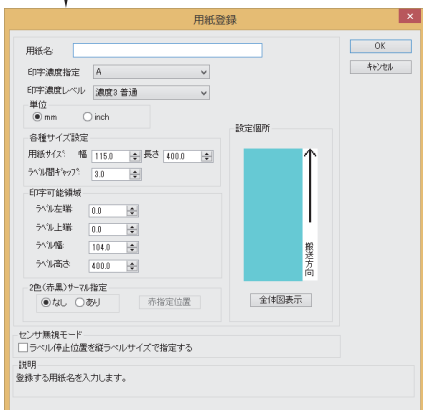 用紙登録
用紙名:
OK
キャンセル
印字濃度指定 A
印字濃度レベル 濃度3 普通
単位
mm inch
各種サイズ設定
用紙サイズ: 幅 115.0 長さ 400.0
ラベル間ギャップ: 3.0
印字可能領域
ラベル左端: 0.0
ラベル上端: 0.0
ラベル幅: 104.0
ラベル高さ 400.0
2色(赤黒)サーマル指定
なし あり 赤指定位置
設定個所
搬送方向
全体図表示
センサ無視モード
ラベル停止位置を縦ラベルサイズで指定する
説明
登録する用紙名を入力します。